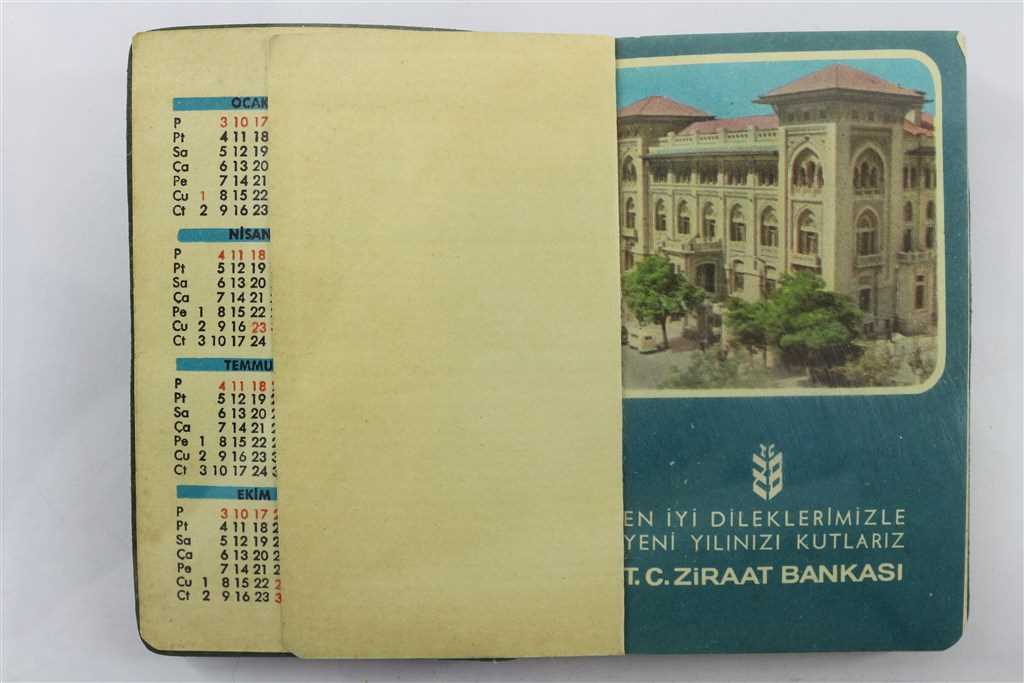 OCAK
P 3 10 17
Pt 4 11 18
Sa 5 12 19
Ça 6 13 20
Pe 7 14 21
Cu 1 8 15 22
Ct 2 9 16 23
NİSAN
P 4 11 18
Pt 5 12 19
Sa 6 13 20
Ça 7 14 21
Pe 1 8 15 22
Cu 2 9 16 23
Ct 3 10 17 24
TEMMU
P 4 11 18
Pt 5 12 19
Sa 6 13 20
Ça 7 14 21
Pe 1 8 15 22
Cu 2 9 16 23
Ct 3 10 17 24
EKİM
P 3 10 17
Pt 4 11 18
Sa 5 12 19
Ça 6 13 20
Pe 7 14 21
Cu 1 8 15 22
Ct 2 9 16 23
EN İYİ DİLEKLERİMİZLE
YENİ YILINIZI KUTLARIZ
T. C. ZİRAAT BANKASI